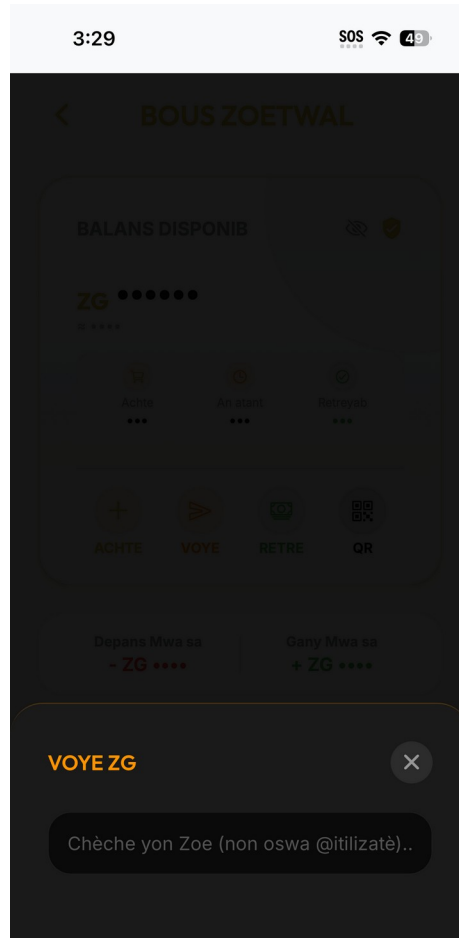 3:29
SOS
49
BOUS ZOETWAL
BALANS DISPONIB
ZG ••••••
Achte
An atant
Retreyab
•••
•••
•••
ACHTE
VOYE
RETRE
QR
Depans Mwa sa
Gany Mwa sa
- ZG ••••
+ ZG ••••
VOYE ZG
Chèche yon Zoe (non oswa @itilizatè)..